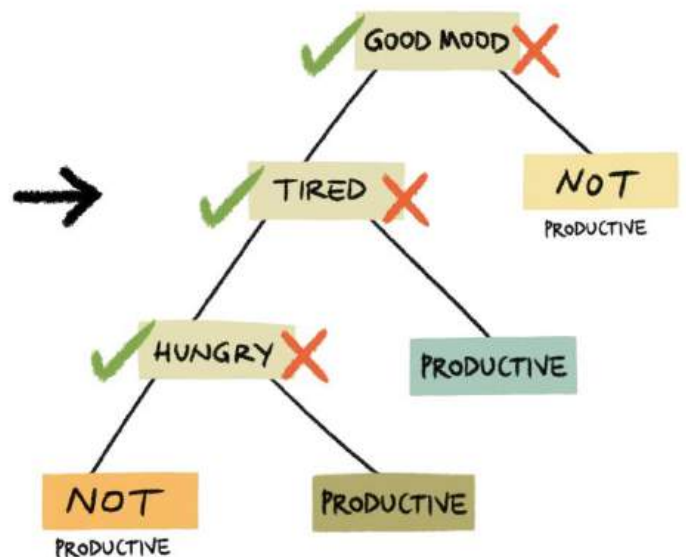 GOOD MOOD
NOT
PRODUCTIVE
TIRED
PRODUCTIVE
HUNGRY
NOT
PRODUCTIVE
PRODUCTIVE